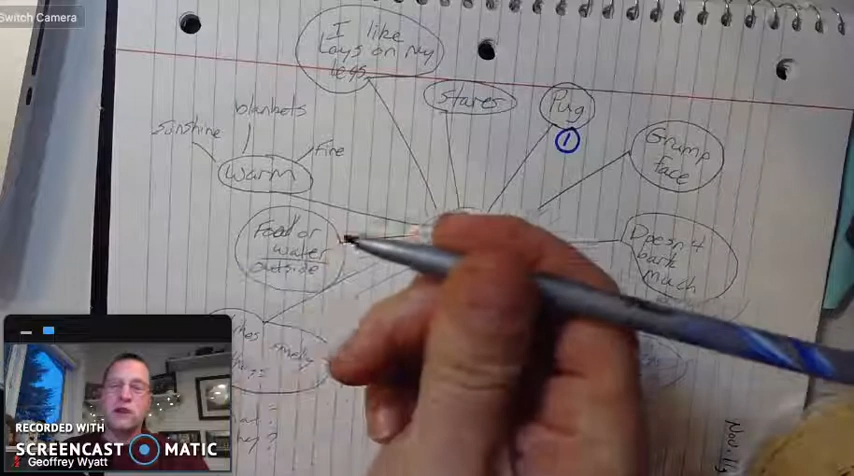 Switch Camera
I like
Lays on my
legs
Stares
Pug
1
Grump
face
blankets
sunshine
Fire
Warm
Food or
water
outside
Doesn't
bark
much
smelly
RECORDED WITH
SCREENCAST MATIC
Geoffrey Wyatt